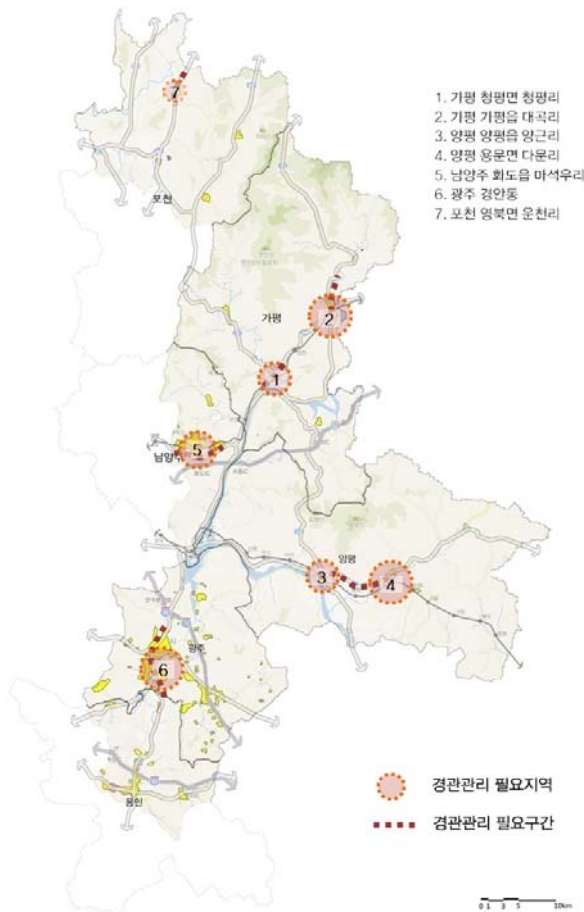 1. 가평 청평면 청평리
2. 가평 가평읍 대곡리
3. 양평 양평읍 양근리
4. 양평 용문면 다문리
5. 남양주 화도읍 마석우리
6. 광주 경안동
7. 포천 영북면 운천리
7
포천
2
가평
1
5
남양주
양평
3
4
광주
6
용인
경관관리 필요지역
경관관리 필요구간
0 1 3 5 10km